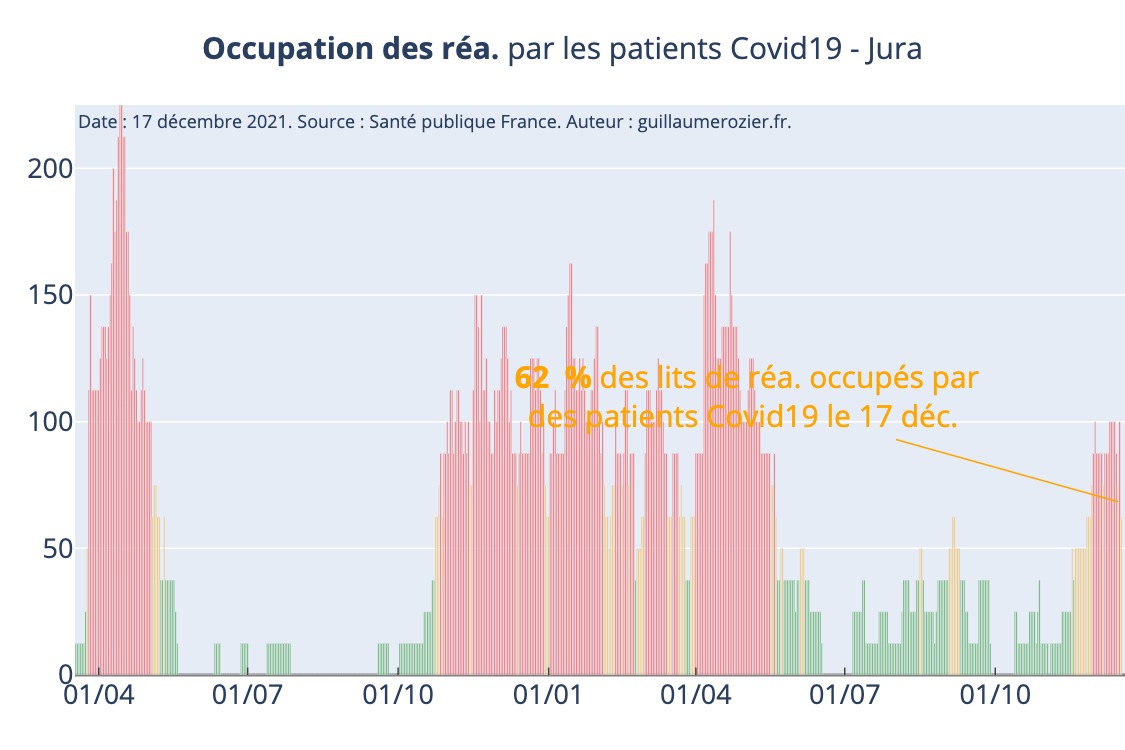 Occupation des réa. par les patients Covid19 - Jura
Date : 17 décembre 2021. Source : Santé publique France. Auteur : guillaumerozier.fr.
200
150
62 % des lits de réa. occupés par
des patients Covid19 le 17 déc.
100
50
0
01/04 01/07 01/10 01/01 01/04 01/07 01/10